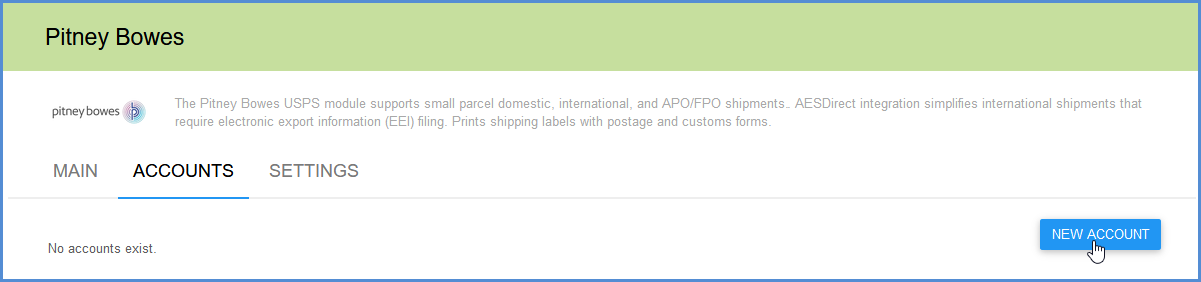 Pitney Bowes
pitney bowes
The Pitney Bowes USPS module supports small parcel domestic, international, and APO/FPO shipments.. AESDirect integration simplifies international shipments that
require electronic export information (EEI) filing. Prints shipping labels with postage and customs forms.
MAIN ACCOUNTS SETTINGS
NEW ACCOUNT
No accounts exist.